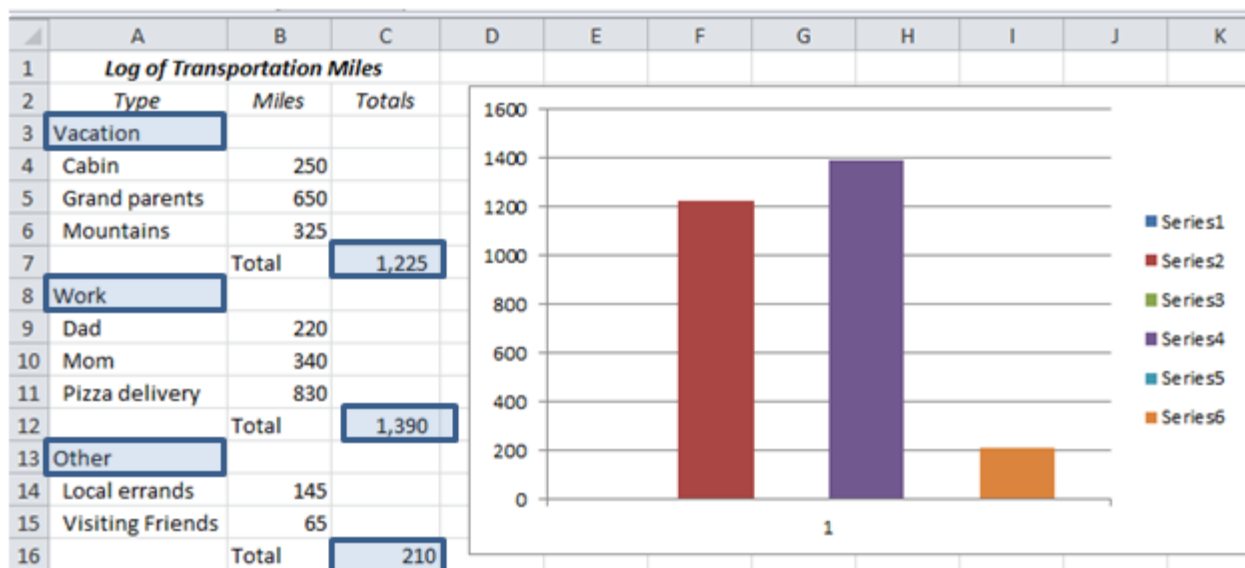 A B C D E F G H I J K
1 Log of Transportation Miles
2 Type Miles Totals
3 Vacation
4 Cabin 250
5 Grand parents 650
6 Mountains 325
7 Total 1,225
8 Work
9 Dad 220
10 Mom 340
11 Pizza delivery 830
12 Total 1,390
13 Other
14 Local errands 145
15 Visiting Friends 65
16 Total 210
1600
1400
1200
1000
800
600
400
200
0
1
Series1
Series2
Series3
Series4
Series5
Series6